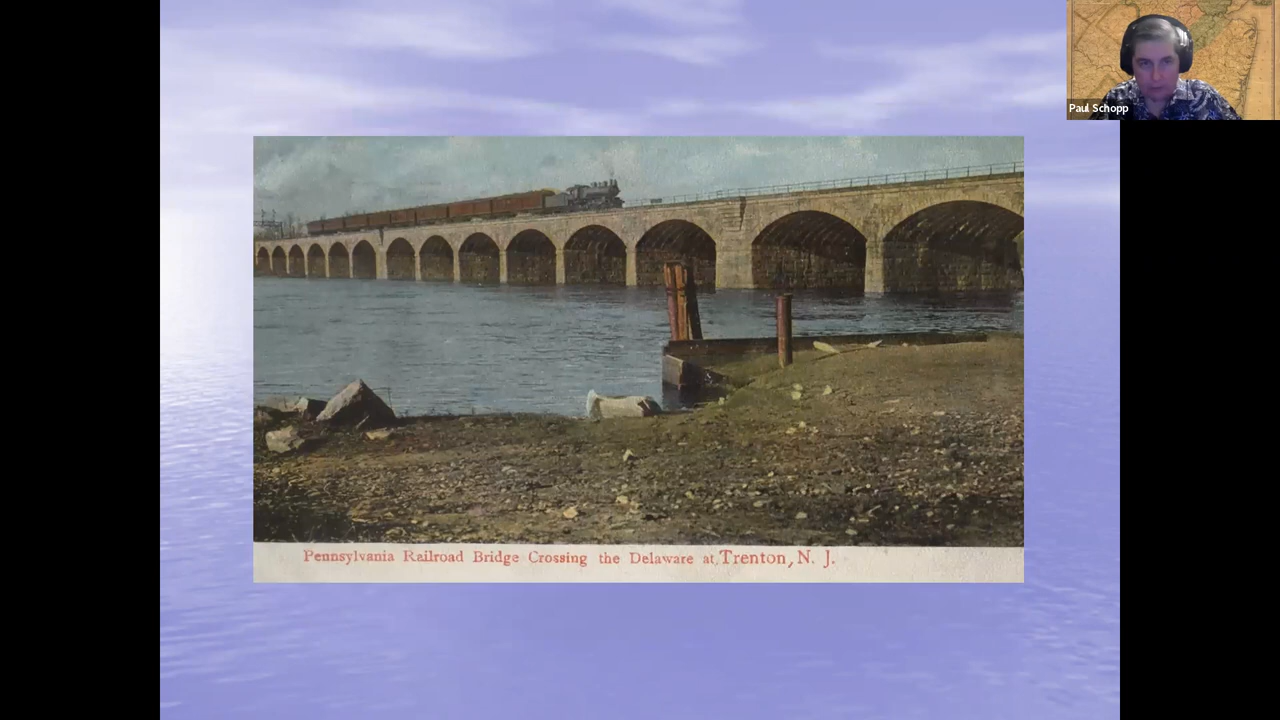 Paul Schopp
Pennsylvania Railroad Bridge Crossing the Delaware at Trenton, N. J.